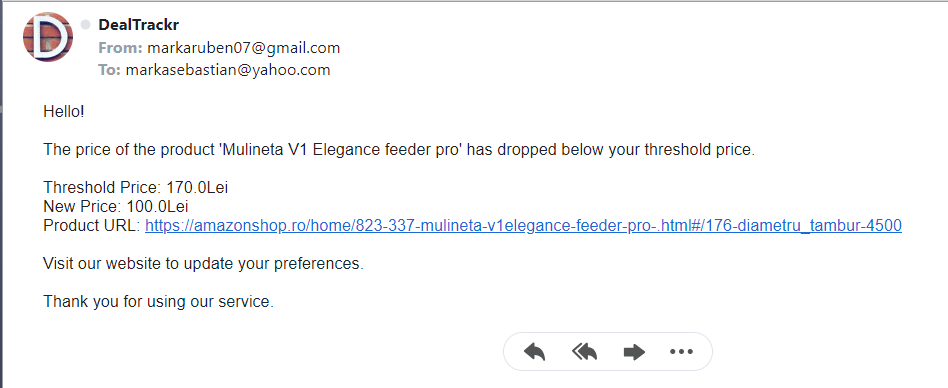 D
DealTrackr
From: markaruben07@gmail.com
To: markasebastian@yahoo.com
Hello!
The price of the product 'Mulineta V1 Elegance feeder pro' has dropped below your threshold price.
Threshold Price: 170.0Lei
New Price: 100.0Lei
Product URL: https://amazonshop.ro/home/823-337-mulineta-v1elegance-feeder-pro-.html#/176-diametru_tambur-4500
Visit our website to update your preferences.
Thank you for using our service.